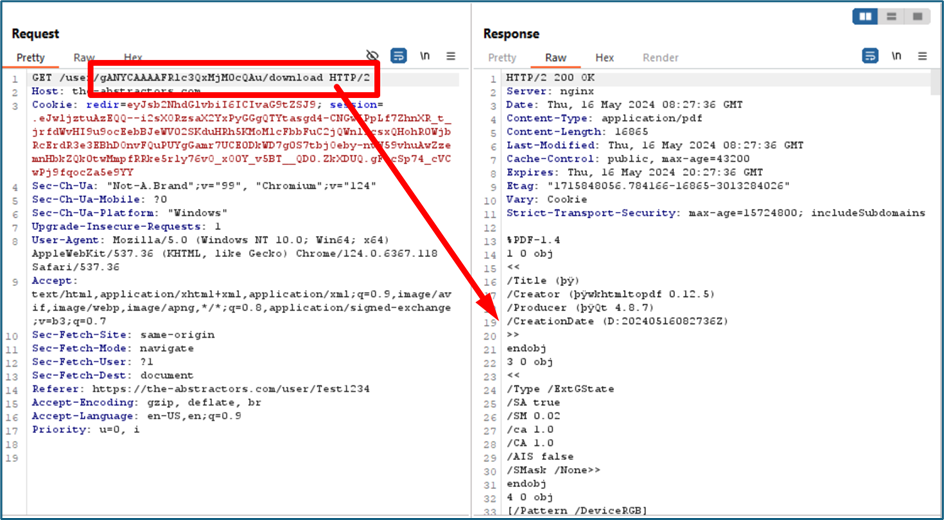 Request
Pretty
Raw
Hex
\n
1 GET /user/gANYCAAAAFRlc3QxMjM0cQAu/download HTTP/2
2 Host: the-abstractors.com
3 Cookie: redir=eyJsb2NhdGlvbiI6ICIvaG9tZSJ9; session=
4 Sec-Ch-Ua: "Not-A.Brand";v="99", "Chromium";v="124"
5 Sec-Ch-Ua-Mobile: ?0
6 Sec-Ch-Ua-Platform: "Windows"
7 Upgrade-Insecure-Requests: 1
8 User-Agent: Mozilla/5.0 (Windows NT 10.0; Win64; x64)
AppleWebKit/537.36 (KHTML, like Gecko) Chrome/124.0.6367.118
Safari/537.36
9 Accept:
text/html,application/xhtml+xml,application/xml;q=0.9,image/av
if,image/webp,image/apng,*/*;q=0.8,application/signed-exchange
;v=b3;q=0.7
10 Sec-Fetch-Site: same-origin
11 Sec-Fetch-Mode: navigate
12 Sec-Fetch-User: ?1
13 Sec-Fetch-Dest: document
14 Referer: https://the-abstractors.com/user/Test1234
15 Accept-Encoding: gzip, deflate, br
16 Accept-Language: en-US,en;q=0.9
17 Priority: u=0, i
18
19
Response
Pretty
Raw
Hex
Render
\n
1 HTTP/2 200 OK
2 Server: nginx
3 Date: Thu, 16 May 2024 08:27:36 GMT
4 Content-Type: application/pdf
5 Content-Length: 16865
6 Last-Modified: Thu, 16 May 2024 08:27:36 GMT
7 Cache-Control: public, max-age=43200
8 Expires: Thu, 16 May 2024 20:27:36 GMT
9 Etag: "1715848056.784166-16865-3013284026"
10 Vary: Cookie
11 Strict-Transport-Security: max-age=15724800; includeSubdomains
12
13 %PDF-1.4
14 1 0 obj
15 <<
16 /Title (þÿ)
17 /Creator (þÿwkhtmltopdf 0.12.5)
18 /Producer (þÿQt 4.8.7)
19 /CreationDate (D:20240516082736Z)
20 >>
21 endobj
22 3 0 obj
23 <<
24 /Type /ExtGState
25 /SA true
26 /SM 0.02
27 /ca 1.0
28 /CA 1.0
29 /AIS false
30 /SMask /None>>
31 endobj
32 4 0 obj
33 [/Pattern /DeviceRGB]